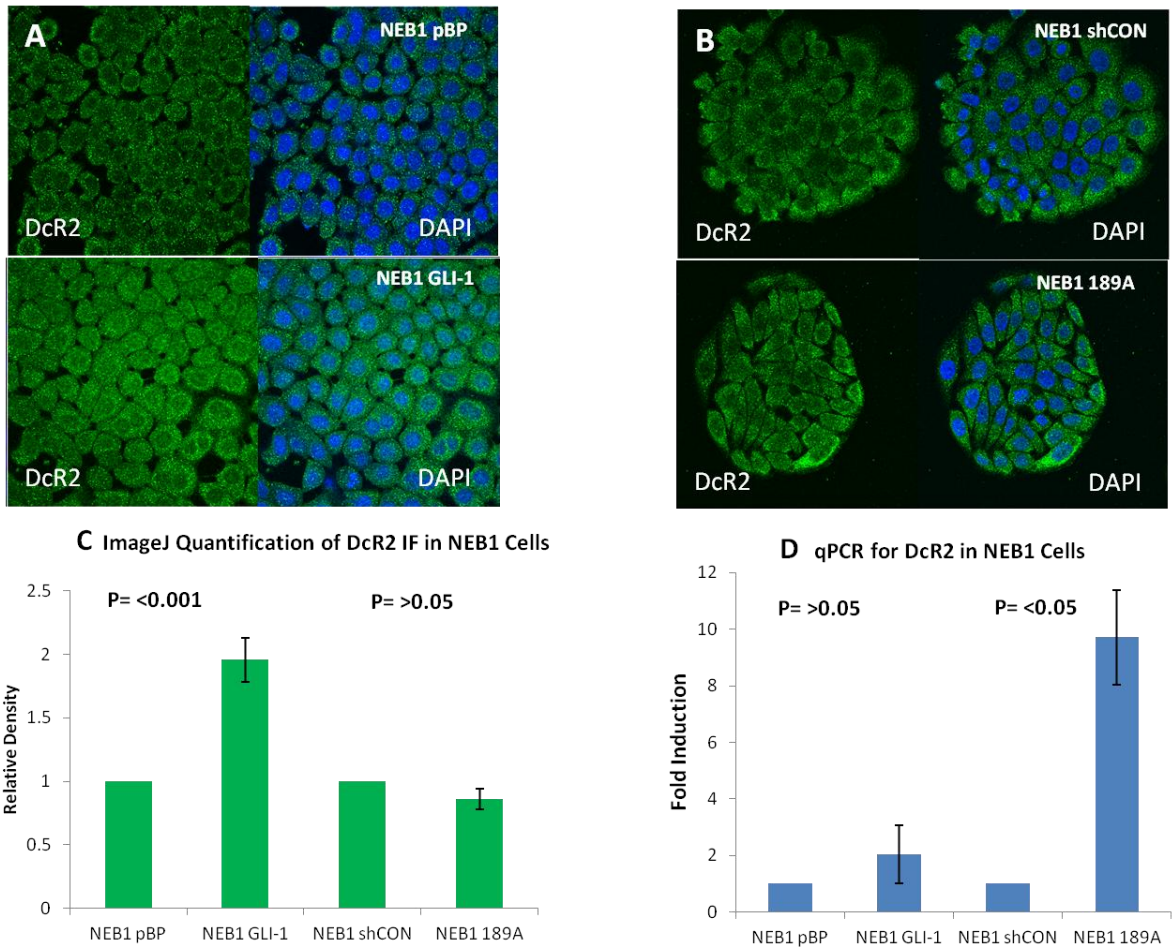 A
NEB1 pBP
DcR2
DAPI
NEB1 GLI-1
DcR2
DAPI
B
NEB1 shCON
DcR2
DAPI
NEB1 189A
DcR2
DAPI
C ImageJ Quantification of DcR2 IF in NEB1 Cells
P= <0.001
P= >0.05
Relative Density
2.5
2
1.5
1
0.5
0
NEB1 pBP
NEB1 GLI-1
NEB1 shCON
NEB1 189A
D qPCR for DcR2 in NEB1 Cells
P= >0.05
P= <0.05
Fold Induction
12
10
8
6
4
2
0
NEB1 pBP
NEB1 GLI-1
NEB1 shCON
NEB1 189A